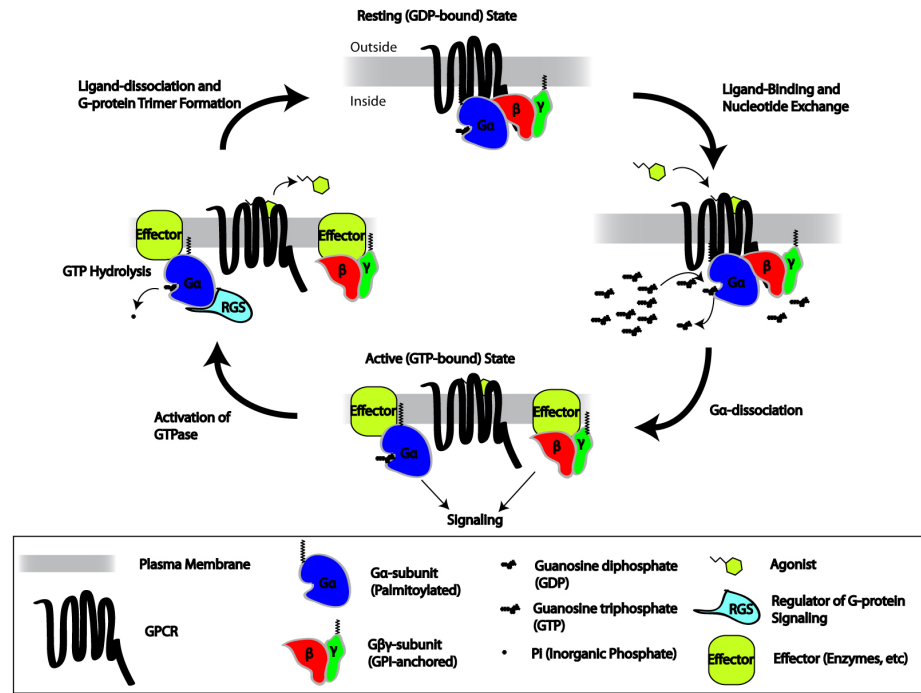 Resting (GDP-bound) State
Outside
Inside
Gα
β
γ
Ligand-Binding and
Nucleotide Exchange
Gα
β
γ
Gα-dissociation
Active (GTP-bound) State
Effector
Gα
Effector
β
γ
Signaling
Activation of
GTPase
Effector
GTP Hydrolysis
Gα
RGS
Effector
β
γ
Ligand-dissociation and
G-protein Trimer Formation
Plasma Membrane
GPCR
Gα
Gα-subunit
(Palmitoylated)
β
γ
Gβγ-subunit
(GPI-anchored)
Guanosine diphosphate
(GDP)
Guanosine triphosphate
(GTP)
PI (Inorganic Phosphate)
Agonist
RGS
Regulator of G-protein
Signaling
Effector
Effector (Enzymes, etc)